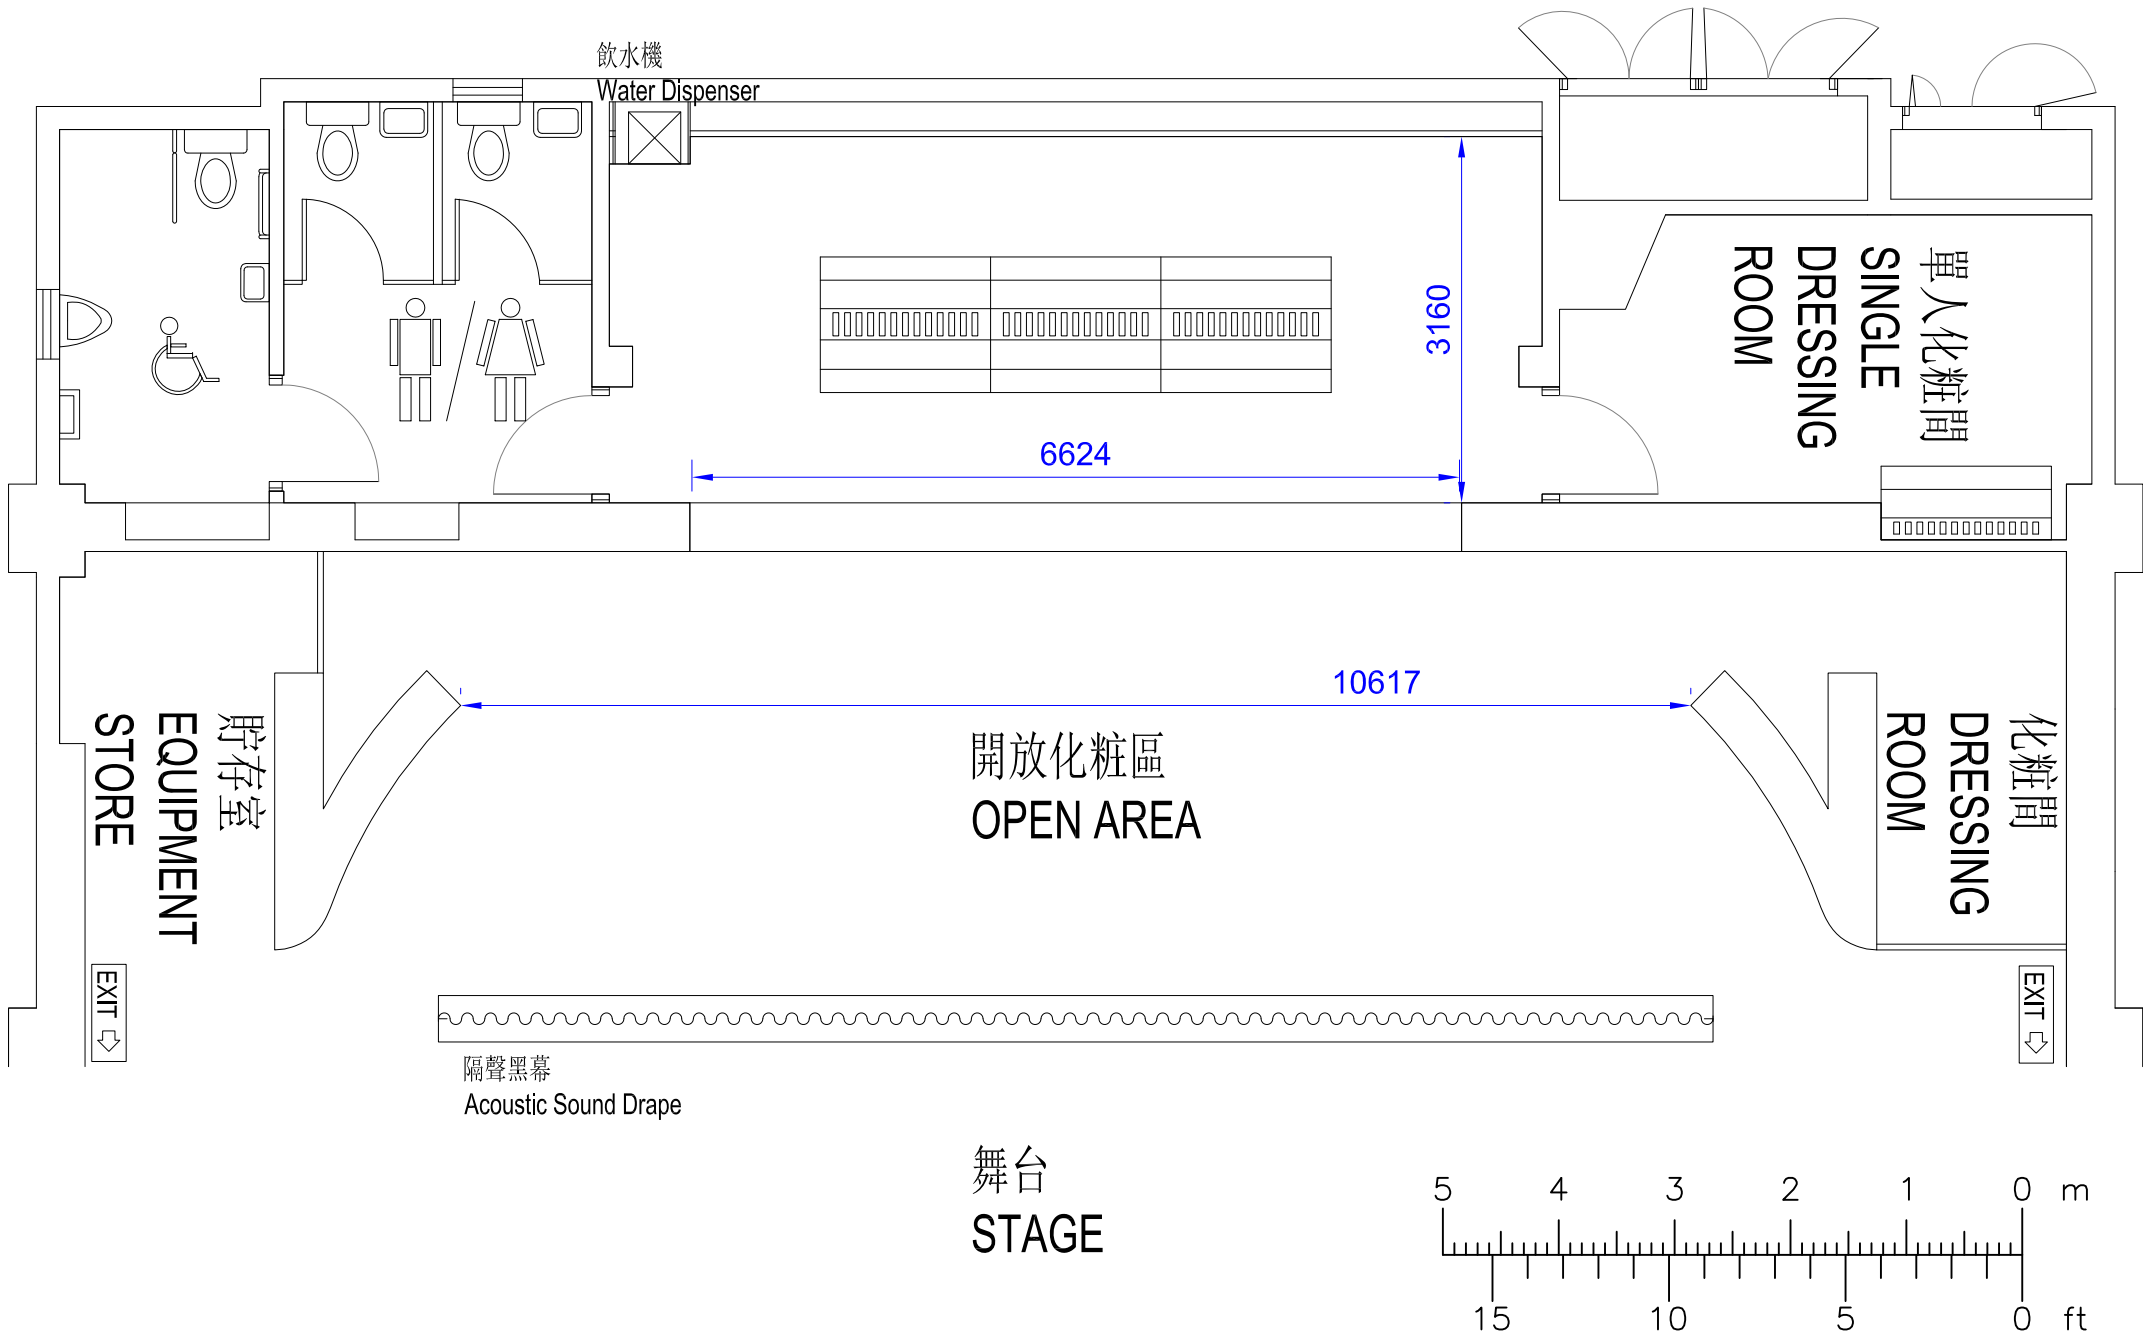 飲水機
Water Dispenser
單人化粧間
SINGLE
DRESSING
ROOM
3160
6624
10617
開放化粧區
OPEN AREA
貯存室
EQUIPMENT
STORE
化粧間
DRESSING
ROOM
EXIT
EXIT
隔聲黑幕
Acoustic Sound Drape
舞台
STAGE
5 4 3 2 1 0 m
15 10 5 0 ft